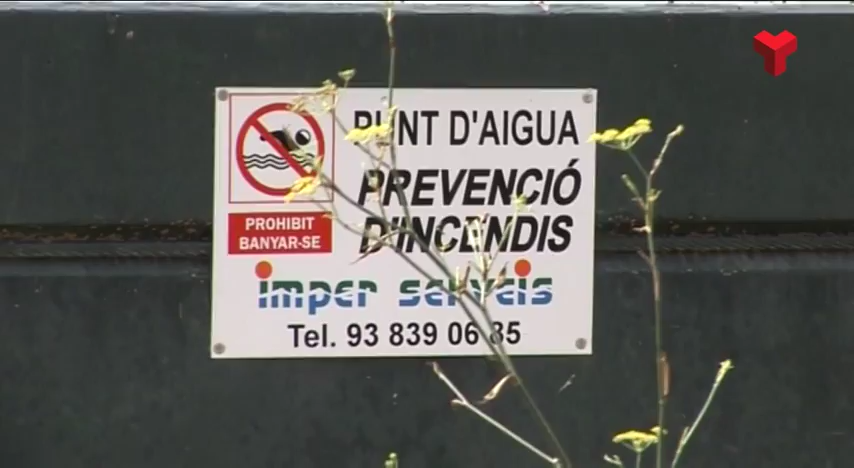 PUNT D'AIGUA
PREVENCIÓ
D'INCENDIS
PROHIBIT
BANYAR-SE
imper serveis
Tel. 93 839 06 85